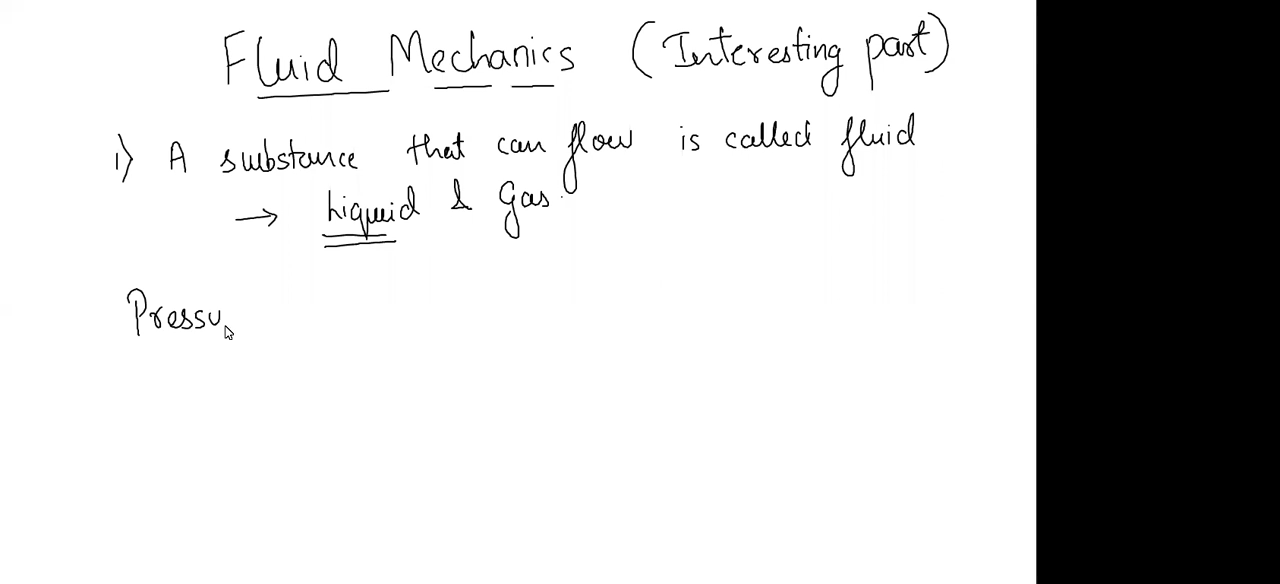 Fluid Mechanics (Interesting part)
1) A substance that can flow is called fluid
→ Liquid & Gas.
Pressu